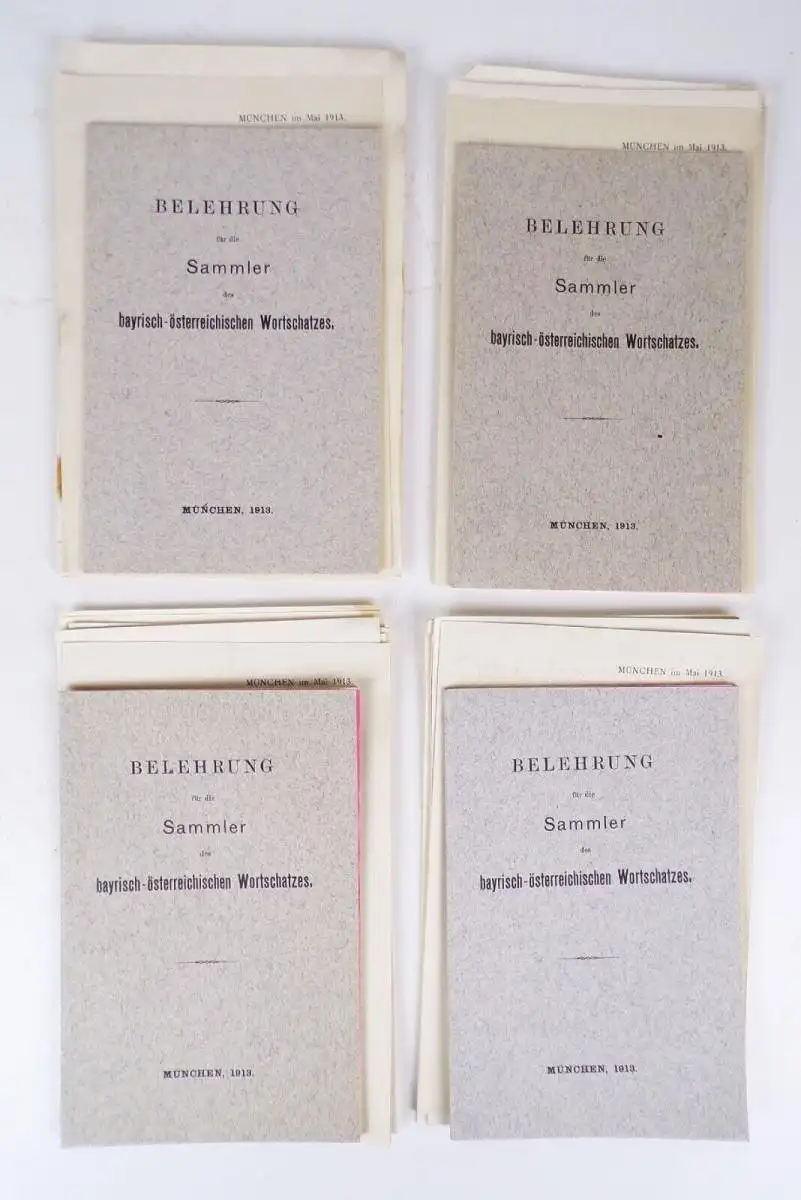 MÜNCHEN im Mai 1913.
BELEHRUNG
für die
Sammler
des
bayrisch-österreichischen Wortschatzes.
MÜNCHEN, 1913.
MÜNCHEN im Mai 1913.
BELEHRUNG
für die
Sammler
des
bayrisch-österreichischen Wortschatzes.
MÜNCHEN, 1913.
MÜNCHEN im Mai 1913.
BELEHRUNG
für die
Sammler
des
bayrisch-österreichischen Wortschatzes.
MÜNCHEN, 1913.
MÜNCHEN im Mai 1913.
BELEHRUNG
für die
Sammler
des
bayrisch-österreichischen Wortschatzes.
MÜNCHEN, 1913.